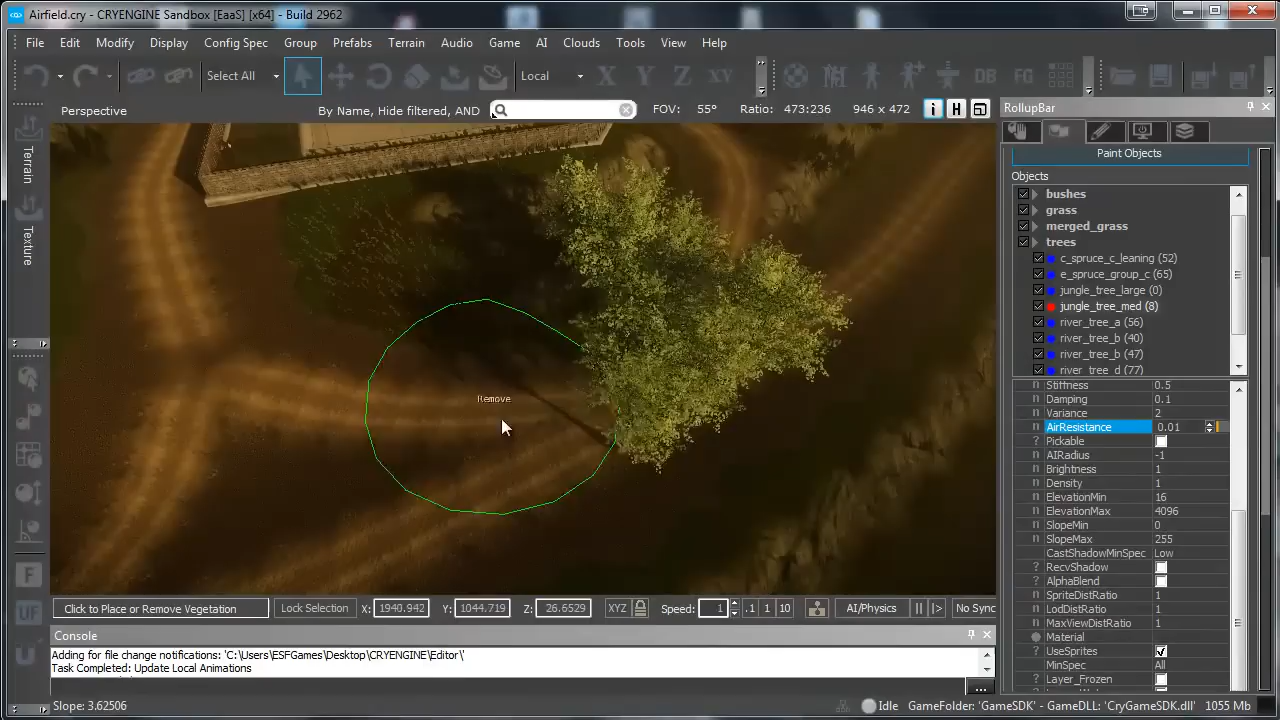 Airfield.cry - CRYENGINE Sandbox [EaaS] [x64] - Build 2962
File Edit Modify Display Config Spec Group Prefabs Terrain Audio Game AI Clouds Tools View Help
Select All Local X Y Z XY DB FG
Perspective By Name, Hide filtered, AND FOV: 55° Ratio: 473:236 946 x 472 i H
RollupBar
Paint Objects
Objects
bushes
grass
merged_grass
trees
c_spruce_c_leaning (52)
e_spruce_group_c (65)
jungle_tree_large (0)
jungle_tree_med (8)
river_tree_a (56)
river_tree_b (40)
river_tree_b (47)
river_tree_d (77)
Stiffness 0.5
Damping 0.1
Variance 2
AirResistance 0.01
Pickable
AIRadius -1
Brightness 1
Density 1
ElevationMin 16
ElevationMax 4096
SlopeMin 0
SlopeMax 255
CastShadowMinSpec Low
RecvShadow
AlphaBlend
SpriteDistRatio 1
LodDistRatio 1
MaxViewDistRatio 1
Material
UseSprites
MinSpec All
Layer_Frozen
Terrain
Texture
F
UF
U
Remove
Click to Place or Remove Vegetation Lock Selection X: 1940.942 Y: 1044.719 Z: 26.6529 XYZ Speed: 1 .1 1 10 AI/Physics No Sync
Console
Adding for file change notifications: 'C:\Users\ESFGames\Desktop\CRYENGINE\Editor\'
Task Completed: Update Local Animations
...
Slope: 3.62506 Idle GameFolder: 'GameSDK' - GameDLL: 'CryGameSDK.dll' 1055 Mb